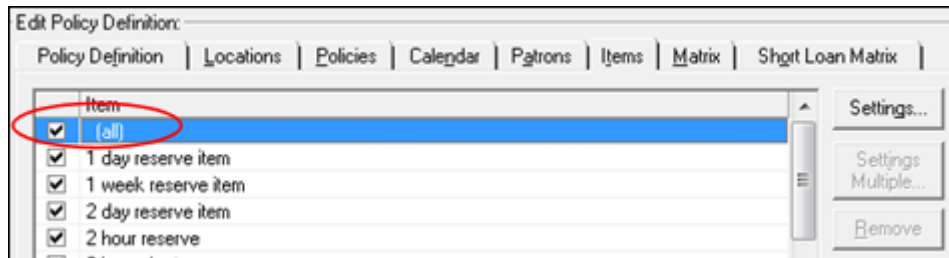 Edit Policy Definition:
Policy Definition Locations Policies Calendar Patrons Items Matrix Short Loan Matrix
Item
(all)
1 day reserve item
1 week reserve item
2 day reserve item
2 hour reserve
Settings...
Settings
Multiple...
Remove